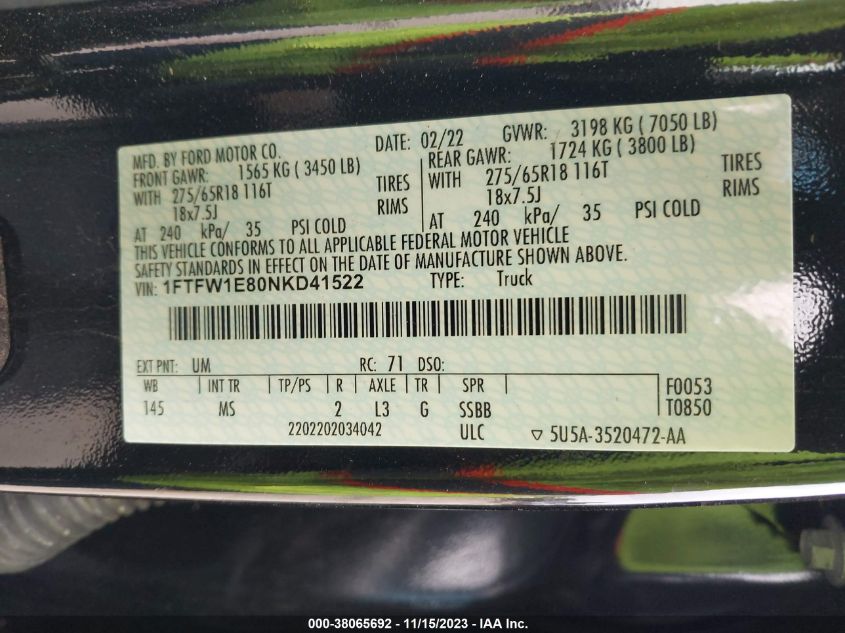 MFD. BY FORD MOTOR CO. DATE: 02/22 GVWR: 3198 KG ( 7050 LB)
FRONT GAWR: 1565 KG ( 3450 LB) REAR GAWR: 1724 KG ( 3800 LB)
WITH 275/65R18 116T TIRES WITH 275/65R18 116T TIRES
18x7.5J RIMS 18x7.5J RIMS
AT 240 kPa/ 35 PSI COLD AT 240 kPa/ 35 PSI COLD
THIS VEHICLE CONFORMS TO ALL APPLICABLE FEDERAL MOTOR VEHICLE
SAFETY STANDARDS IN EFFECT ON THE DATE OF MANUFACTURE SHOWN ABOVE.
VIN: 1FTFW1E80NKD41522 TYPE: Truck
EXT PNT: UM RC: 71 DSO:
WB INT TR TP/PS R AXLE TR SPR F0053
145 MS 2 L3 G SSBB T0850
2202202034042 ULC ▽ 5U5A-3520472-AA
000-38065692 - 11/15/2023 - IAA Inc.